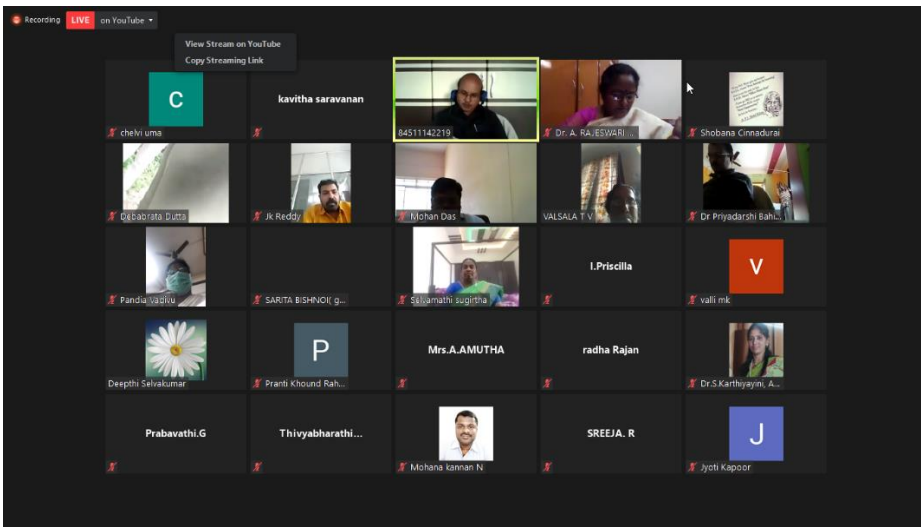 Recording LIVE on YouTube
View Stream on YouTube
Copy Streaming Link
C
chelvi uma
kavitha saravanan
84511142219
Dr. A. RAJESWARI ...
Shobana Cinnadurai
Debabrata Dutta
Jk Reddy
Mohan Das
VALSALA T V
Dr Priyadarshi Bahi...
Pandia Vadivu
SARITA BISHNOI( g...
Selvamathi sugirtha
I.Priscilla
V
valli mk
Deepthi Selvakumar
P
Pranti Khound Rah...
Mrs.A.AMUTHA
radha Rajan
Dr.S.Karthiyayini, A...
Prabavathi.G
Thivyabharathi...
Mohana kannan N
SREEJA. R
J
Jyoti Kapoor